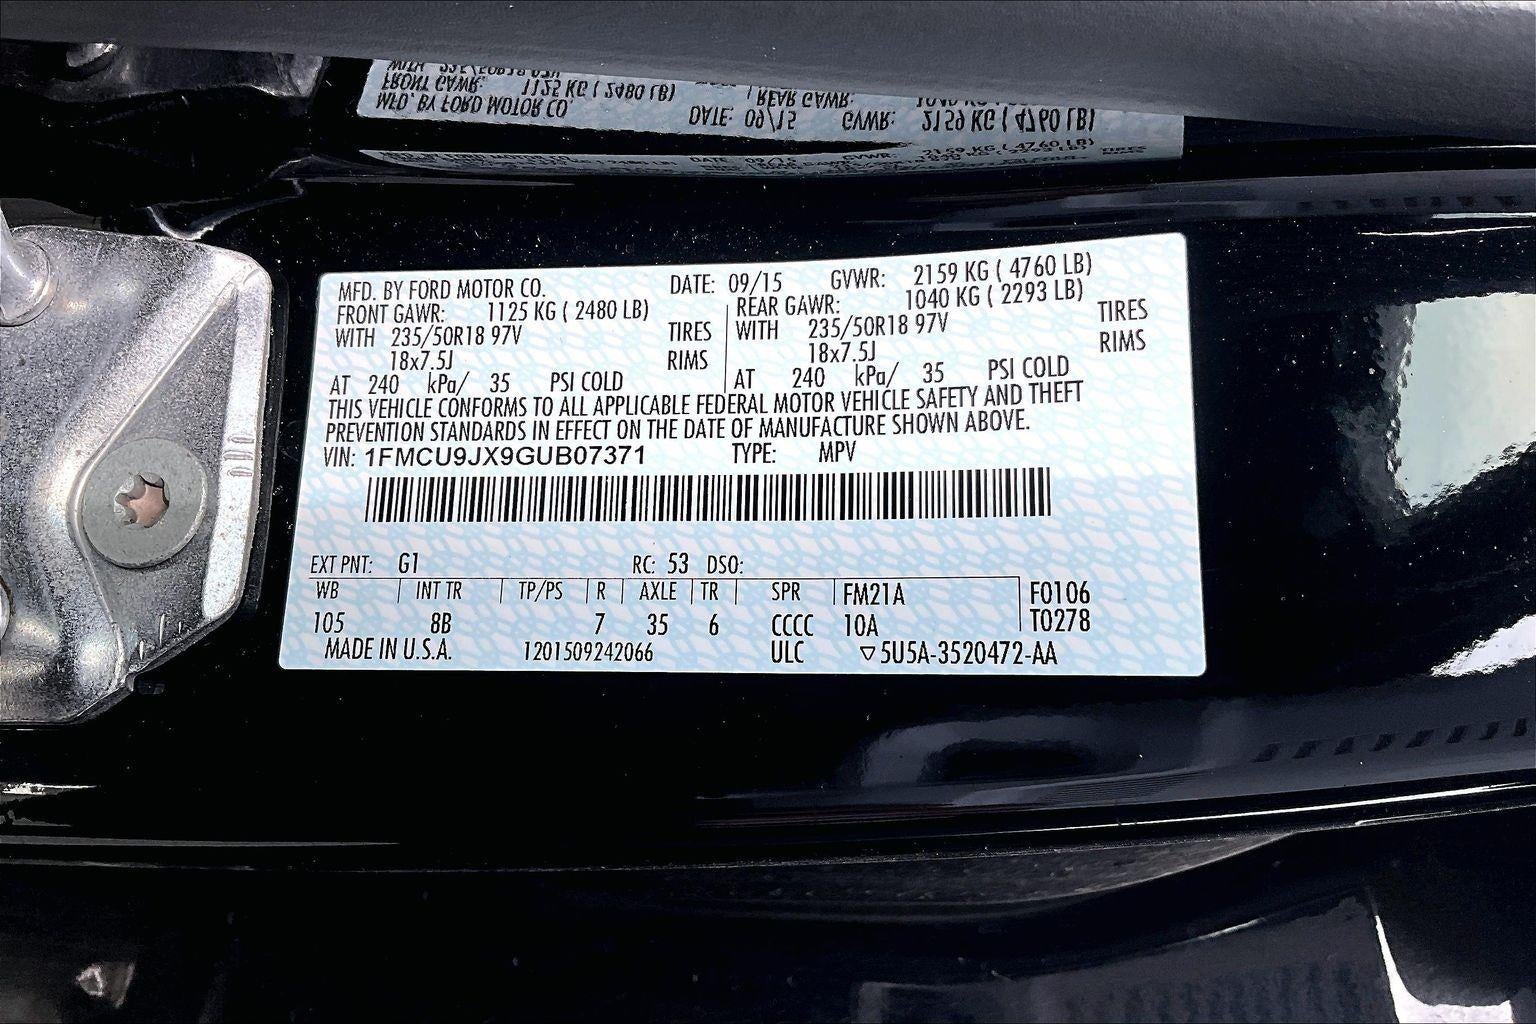 MFD. BY FORD MOTOR CO. DATE: 09/15 GVWR: 2159 KG ( 4760 LB)
FRONT GAWR: 1125 KG ( 2480 LB) REAR GAWR: 1040 KG ( 2293 LB)
WITH 235/50R18 97V TIRES WITH 235/50R18 97V TIRES
18x7.5J RIMS 18x7.5J RIMS
AT 240 kPa/ 35 PSI COLD AT 240 kPa/ 35 PSI COLD
THIS VEHICLE CONFORMS TO ALL APPLICABLE FEDERAL MOTOR VEHICLE SAFETY AND THEFT
PREVENTION STANDARDS IN EFFECT ON THE DATE OF MANUFACTURE SHOWN ABOVE.
VIN: 1FMCU9JX9GUB07371 TYPE: MPV
EXT PNT: G1 RC: 53 DSO:
WB INT TR TP/PS R AXLE TR SPR FM21A F0106
105 8B 7 35 6 CCCC 10A T0278
MADE IN U.S.A. 1201509242066 ULC ▽5U5A-3520472-AA